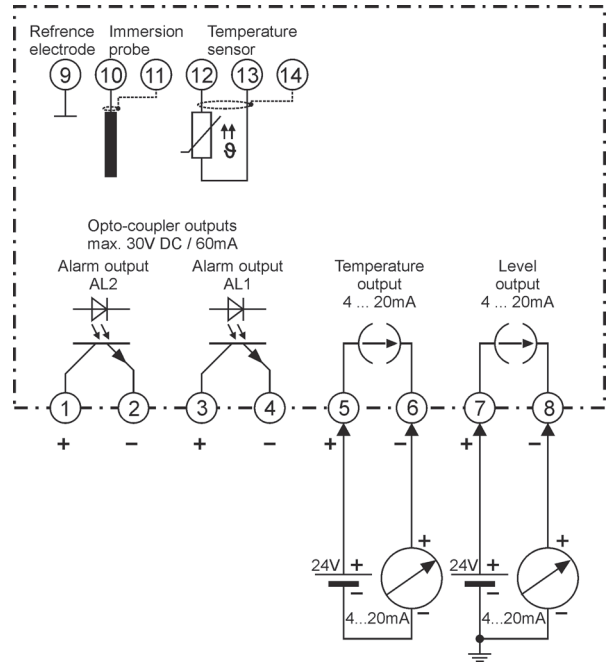 Refrence electrode
Immersion probe
Temperature sensor
9 10 11 12 13 14
ϑ
Opto-coupler outputs
max. 30V DC / 60mA
Alarm output AL2
Alarm output AL1
Temperature output 4 ... 20mA
Level output 4 ... 20mA
1 2 3 4 5 6 7 8
+ − + − + − + −
24V + − + − 4...20mA
24V + − + − 4...20mA